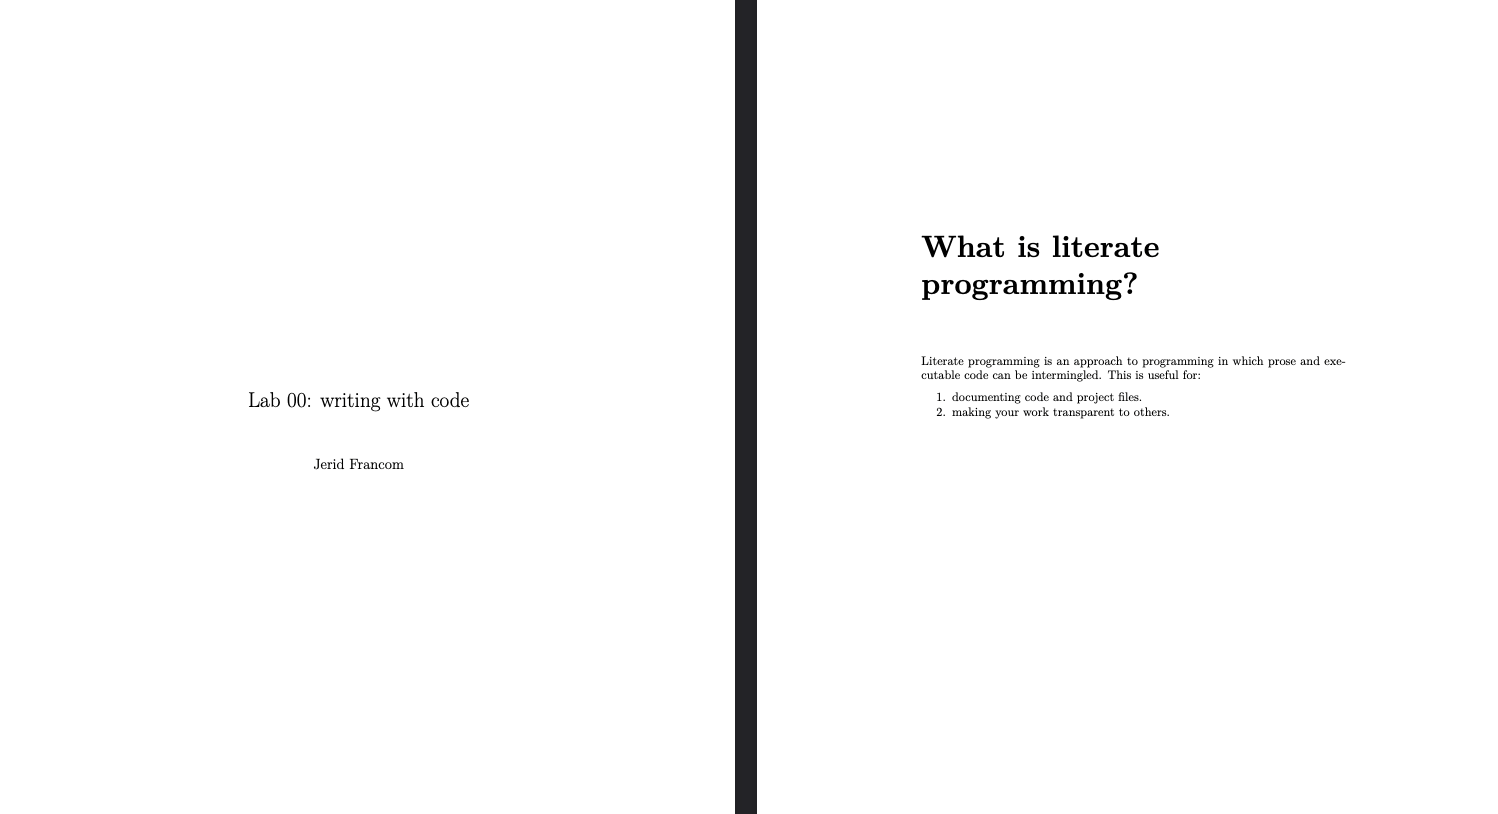 Lab 00: writing with code
Jerid Francom
What is literate
programming?
Literate programming is an approach to programming in which prose and exe-
cutable code can be intermingled. This is useful for:
1. documenting code and project files.
2. making your work transparent to others.